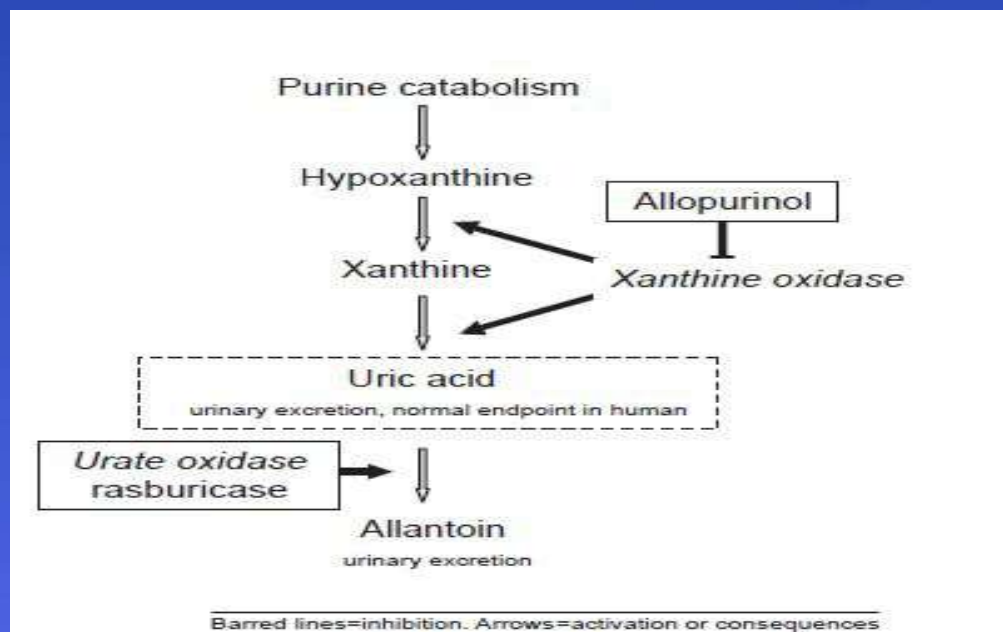 Purine catabolism
Hypoxanthine
Allopurinol
Xanthine
Xanthine oxidase
Uric acid
urinary excretion, normal endpoint in human
Urate oxidase
rasburicase
Allantoin
urinary excretion
Barred lines=inhibition. Arrows=activation or consequences